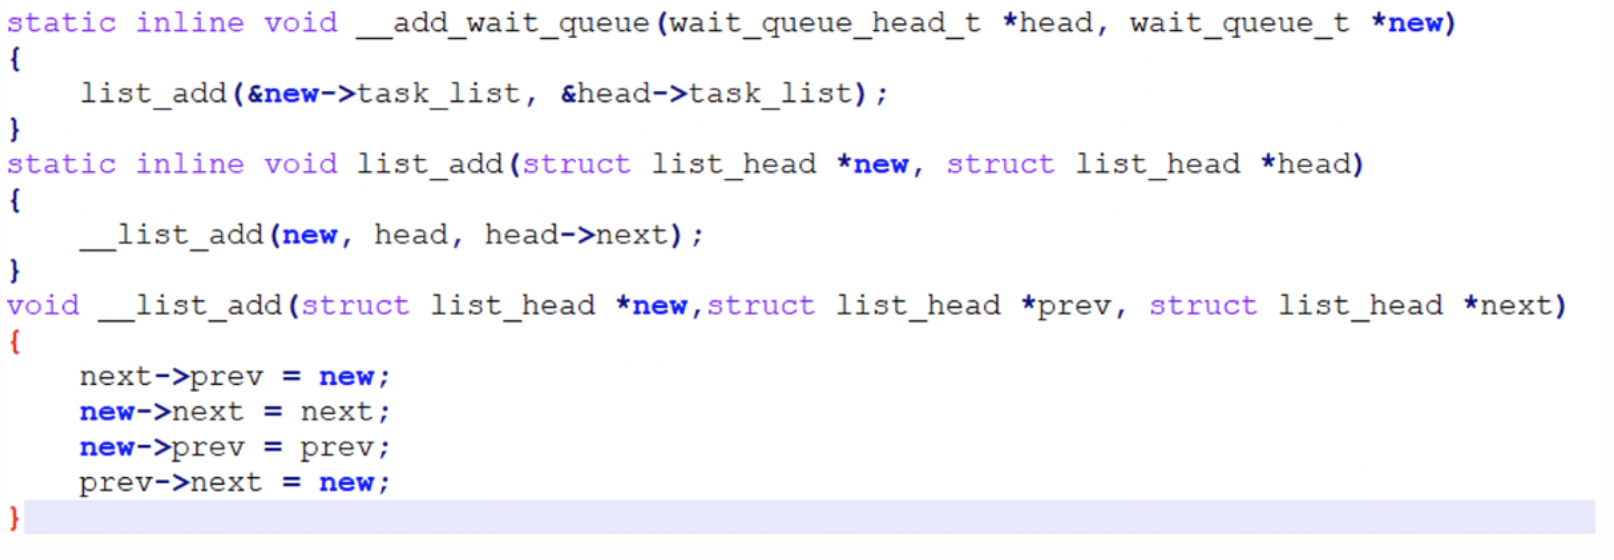 static inline void __add_wait_queue(wait_queue_head_t *head, wait_queue_t *new)
{
    list_add(&new->task_list, &head->task_list);
}
static inline void list_add(struct list_head *new, struct list_head *head)
{
    __list_add(new, head, head->next);
}
void __list_add(struct list_head *new,struct list_head *prev, struct list_head *next)
{
    next->prev = new;
    new->next = next;
    new->prev = prev;
    prev->next = new;
}